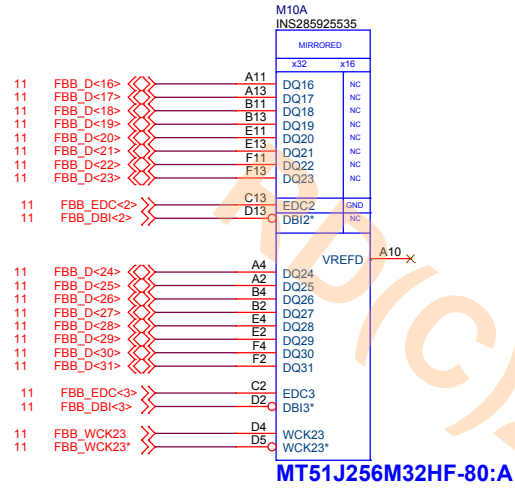 M10A
INS285925535
MIRRORED
x32 x16
11 FBB_D<16> A11 DQ16 NC
11 FBB_D<17> A13 DQ17 NC
11 FBB_D<18> B11 DQ18 NC
11 FBB_D<19> B13 DQ19 NC
11 FBB_D<20> E11 DQ20 NC
11 FBB_D<21> E13 DQ21 NC
11 FBB_D<22> F11 DQ22 NC
11 FBB_D<23> F13 DQ23 NC
11 FBB_EDC<2> C13 EDC2 GND
11 FBB_DBI<2> D13 DBI2* NC
VREFD A10
11 FBB_D<24> A4 DQ24
11 FBB_D<25> A2 DQ25
11 FBB_D<26> B4 DQ26
11 FBB_D<27> B2 DQ27
11 FBB_D<28> E4 DQ28
11 FBB_D<29> E2 DQ29
11 FBB_D<30> F4 DQ30
11 FBB_D<31> F2 DQ31
11 FBB_EDC<3> C2 EDC3
11 FBB_DBI<3> D2 DBI3*
11 FBB_WCK23 D4 WCK23
11 FBB_WCK23* D5 WCK23*
MT51J256M32HF-80:A
RD(C)